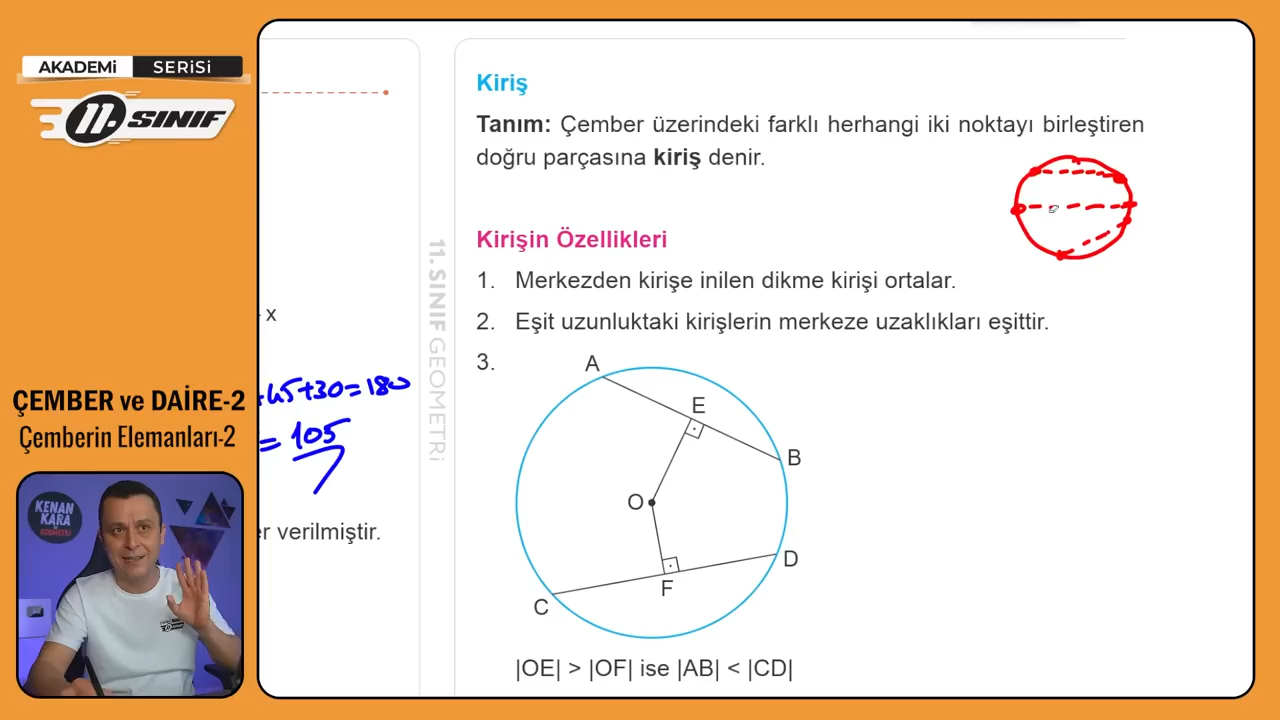 AKADEMİ SERİSİ
11. SINIF
ÇEMBER ve DAİRE-2
Çemberin Elemanları-2
KENAN
KARA
GEOMETRİ
x
+45+30=180
= 105
er verilmiştir.
11. SINIF GEOMETRİ
Kiriş
Tanım: Çember üzerindeki farklı herhangi iki noktayı birleştiren
doğru parçasına kiriş denir.
Kirişin Özellikleri
1. Merkezden kirişe inilen dikme kirişi ortalar.
2. Eşit uzunluktaki kirişlerin merkeze uzaklıkları eşittir.
3.
A
E
B
O
D
F
C
|OE| > |OF| ise |AB| < |CD|